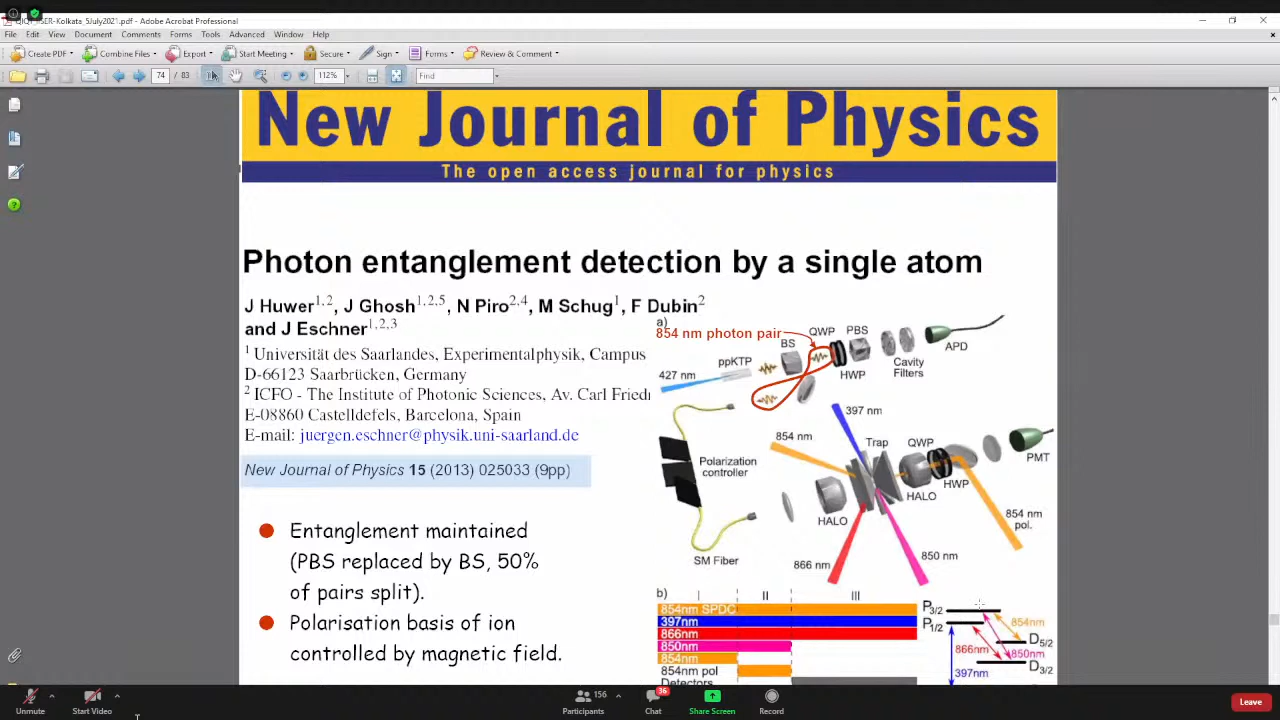 QIQT_IISER-Kolkata_5July2021.pdf - Adobe Acrobat Professional
File Edit View Document Comments Forms Tools Advanced Window Help
Create PDF Combine Files Export Start Meeting Secure Sign Forms Review & Comment
74 / 83 112% Find
New Journal of Physics
The open access journal for physics
Photon entanglement detection by a single atom
J Huwer1,2, J Ghosh1,2,5, N Piro2,4, M Schug1, F Dubin2
and J Eschner1,2,3
1 Universität des Saarlandes, Experimentalphysik, Campus
D-66123 Saarbrücken, Germany
2 ICFO - The Institute of Photonic Sciences, Av. Carl Friedr
E-08860 Castelldefels, Barcelona, Spain
E-mail: juergen.eschner@physik.uni-saarland.de
New Journal of Physics 15 (2013) 025033 (9pp)
Entanglement maintained
(PBS replaced by BS, 50%
of pairs split).
Polarisation basis of ion
controlled by magnetic field.
a)
854 nm photon pair
QWP
PBS
BS
APD
ppKTP
427 nm
HWP
Cavity
Filters
397 nm
854 nm
Trap
QWP
PMT
Polarization
controller
HWP
HALO
HALO
854 nm
pol.
850 nm
SM Fiber
866 nm
b) I II III
854nm SPDC
397nm
866nm
850nm
854nm
854nm pol
Detectors
P3/2
P1/2
854nm
D5/2
866nm
850nm
D3/2
397nm
Unmute Start Video 156 Participants 36 Chat Share Screen Record Leave